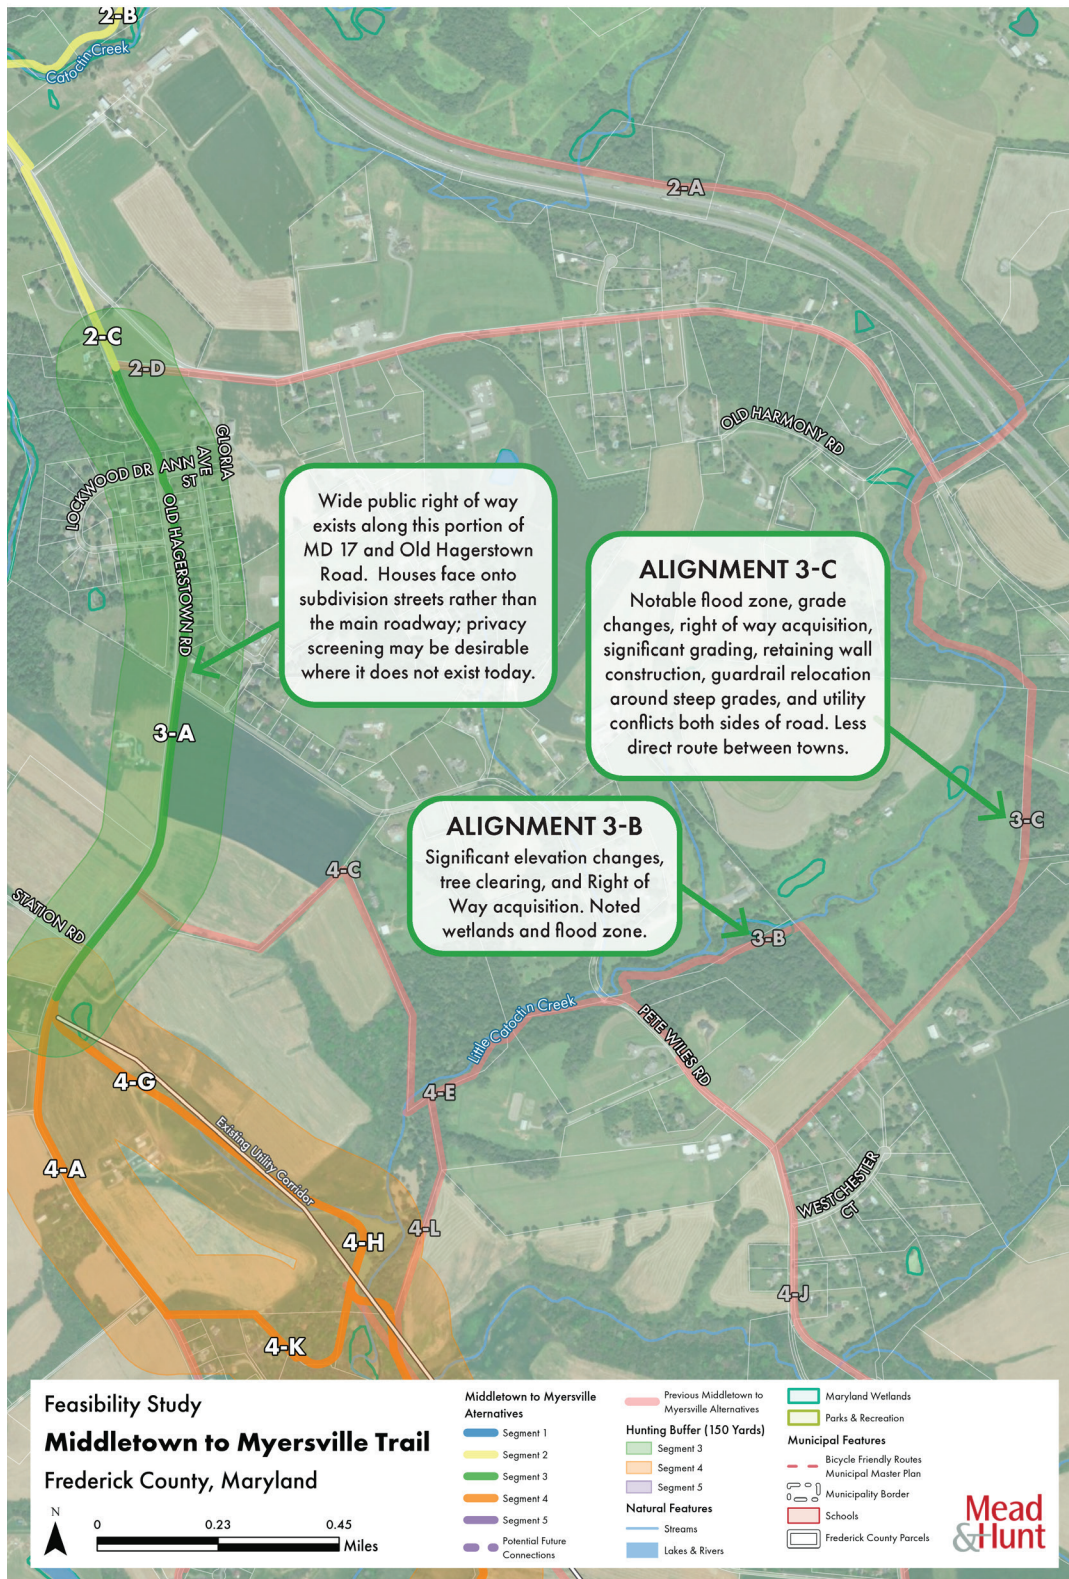 2-B
Catoctin Creek
2-A
2-C
2-D
OLD HARMONY RD
GLORIA
AVE
ANN
ST
LOCKWOOD DR
OLD HAGERSTOWN RD
Wide public right of way
exists along this portion of
MD 17 and Old Hagerstown
Road. Houses face onto
subdivision streets rather than
the main roadway; privacy
screening may be desirable
where it does not exist today.
ALIGNMENT 3-C
Notable flood zone, grade
changes, right of way acquisition,
significant grading, retaining wall
construction, guardrail relocation
around steep grades, and utility
conflicts both sides of road. Less
direct route between towns.
3-A
3-C
ALIGNMENT 3-B
Significant elevation changes,
tree clearing, and Right of
Way acquisition. Noted
wetlands and flood zone.
4-C
STATION RD
3-B
Little Catoctin Creek
PETE WILES RD
4-G
4-E
Existing Utility Corridor
4-A
WESTCHESTER
CT
4-L
4-H
4-J
4-K
Feasibility Study
Middletown to Myersville Trail
Frederick County, Maryland
N
0
0.23
0.45
Miles
Middletown to Myersville
Aternatives
Segment 1
Segment 2
Segment 3
Segment 4
Segment 5
Potential Future
Connections
Previous Middletown to
Myersville Alternatives
Hunting Buffer (150 Yards)
Segment 3
Segment 4
Segment 5
Natural Features
Streams
Lakes & Rivers
Maryland Wetlands
Parks & Recreation
Municipal Features
Bicycle Friendly Routes
Municipal Master Plan
Municipality Border
Schools
Frederick County Parcels
Mead
&Hunt